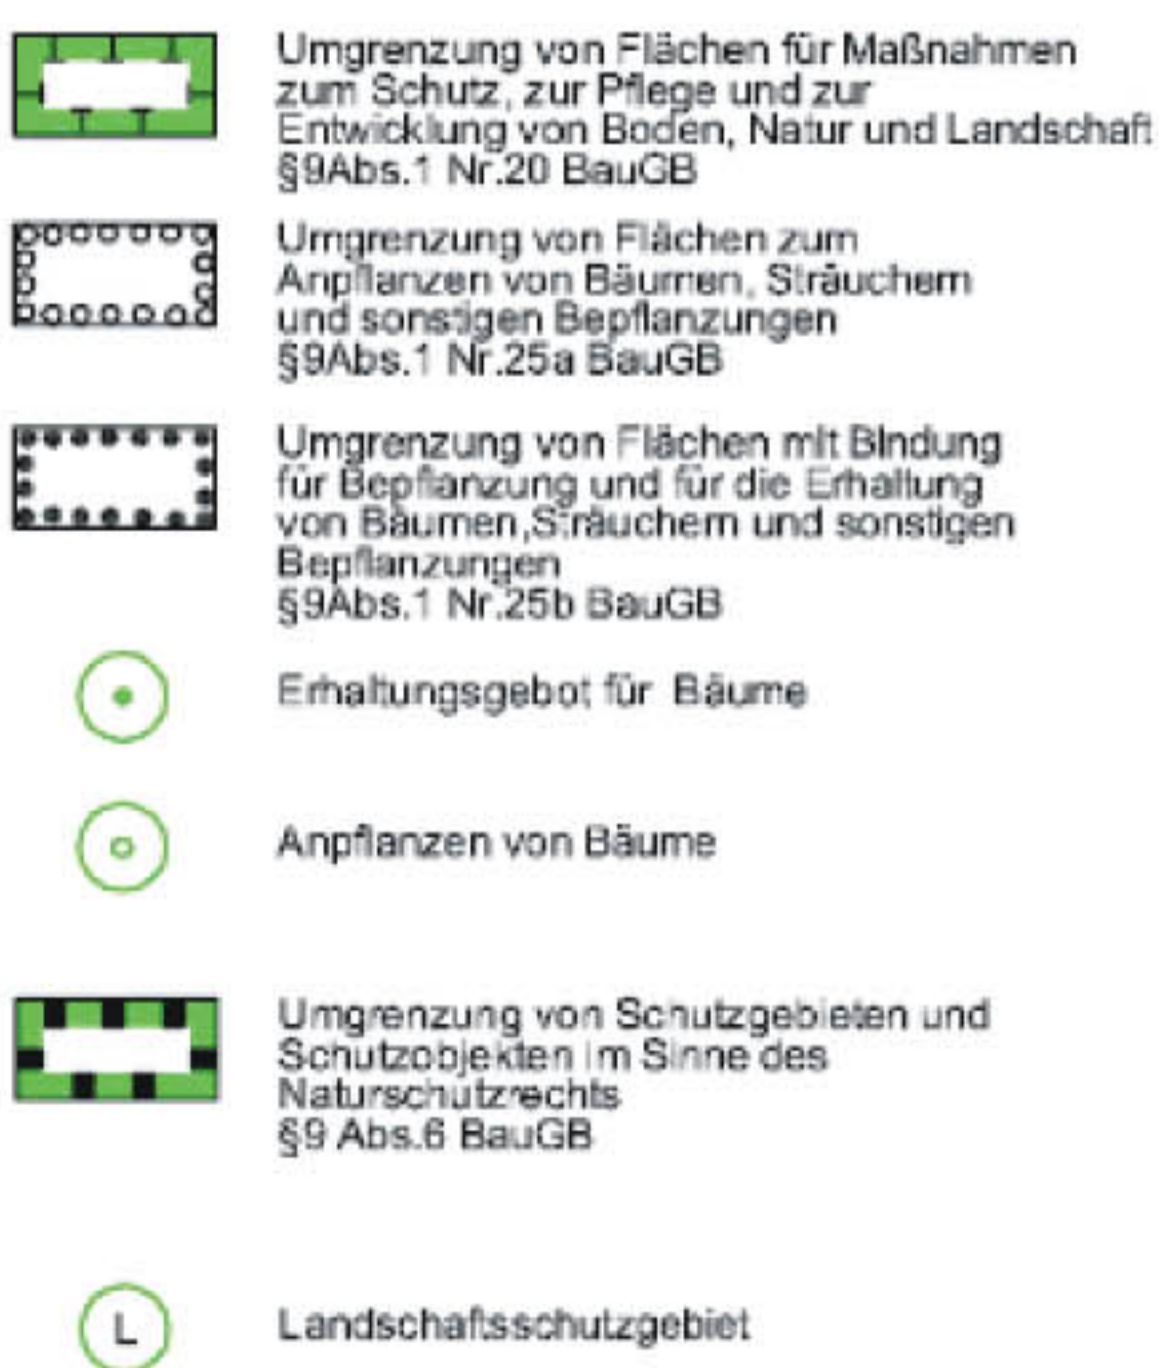 Umgrenzung von Flächen für Maßnahmen
zum Schutz, zur Pflege und zur
Entwicklung von Boden, Natur und Landschaft
§9Abs.1 Nr.20 BauGB
Umgrenzung von Flächen zum
Anpflanzen von Bäumen, Sträuchern
und sonstigen Bepflanzungen
§9Abs.1 Nr.25a BauGB
Umgrenzung von Flächen mit Bindung
für Bepflanzung und für die Erhaltung
von Bäumen,Sträuchern und sonstigen
Bepflanzungen
§9Abs.1 Nr.25b BauGB
Erhaltungsgebot für Bäume
Anpflanzen von Bäume
Umgrenzung von Schutzgebieten und
Schutzobjekten im Sinne des
Naturschutzrechts
§9 Abs.6 BauGB
L Landschaftsschutzgebiet